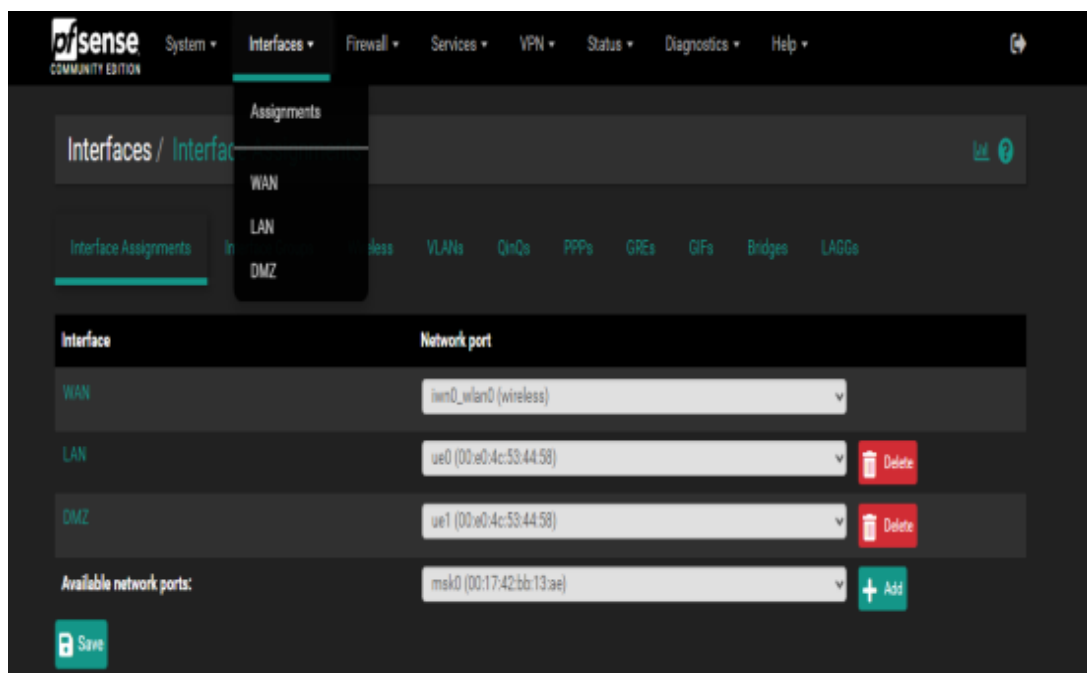 pfsense System Interfaces Firewall Services VPN Status Diagnostics Help
COMMUNITY EDITION
Assignments
WAN
LAN
DMZ
Interfaces /
Interface Assignments VLANs QinQs PPPs GREs GIFs Bridges LAGGs
Interface Network port
WAN iwn0_wlan0 (wireless)
LAN ue0 (00:e0:4c:53:44:58) Delete
DMZ ue1 (00:e0:4c:53:44:58) Delete
Available network ports: msk0 (00:17:42:bb:13:ae) + Add
Save